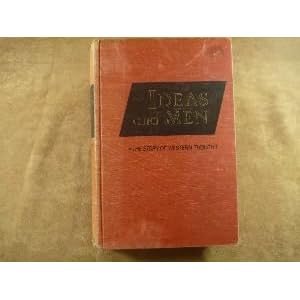 IDEAS
and MEN
THE STORY OF WESTERN THOUGHT